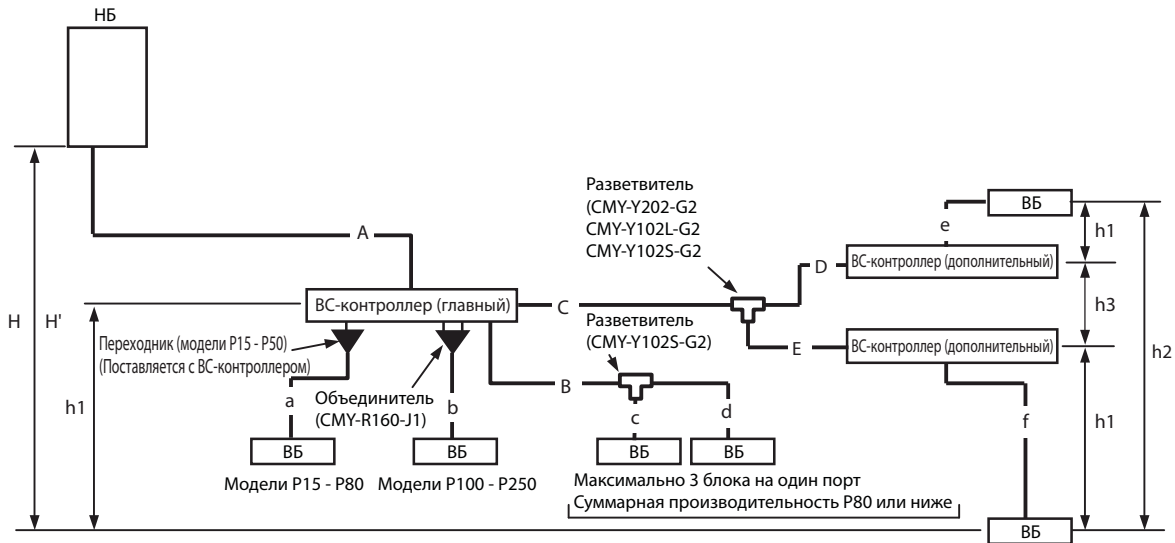 НБ
A
H
H'
h1
ВС-контроллер (главный)
Переходник (модели P15 - P50)
(Поставляется с ВС-контроллером)
Объединитель
(CMY-R160-J1)
a
b
ВБ
ВБ
Модели P15 - P80
Модели P100 - P250
C
B
Разветвитель
(CMY-Y202-G2
CMY-Y102L-G2
CMY-Y102S-G2
Разветвитель
(CMY-Y102S-G2)
c
d
ВБ
ВБ
Максимально 3 блока на один порт
Суммарная производительность P80 или ниже
D
E
e
ВБ
ВС-контроллер (дополнительный)
ВС-контроллер (дополнительный)
f
ВБ
h1
h3
h1
h2